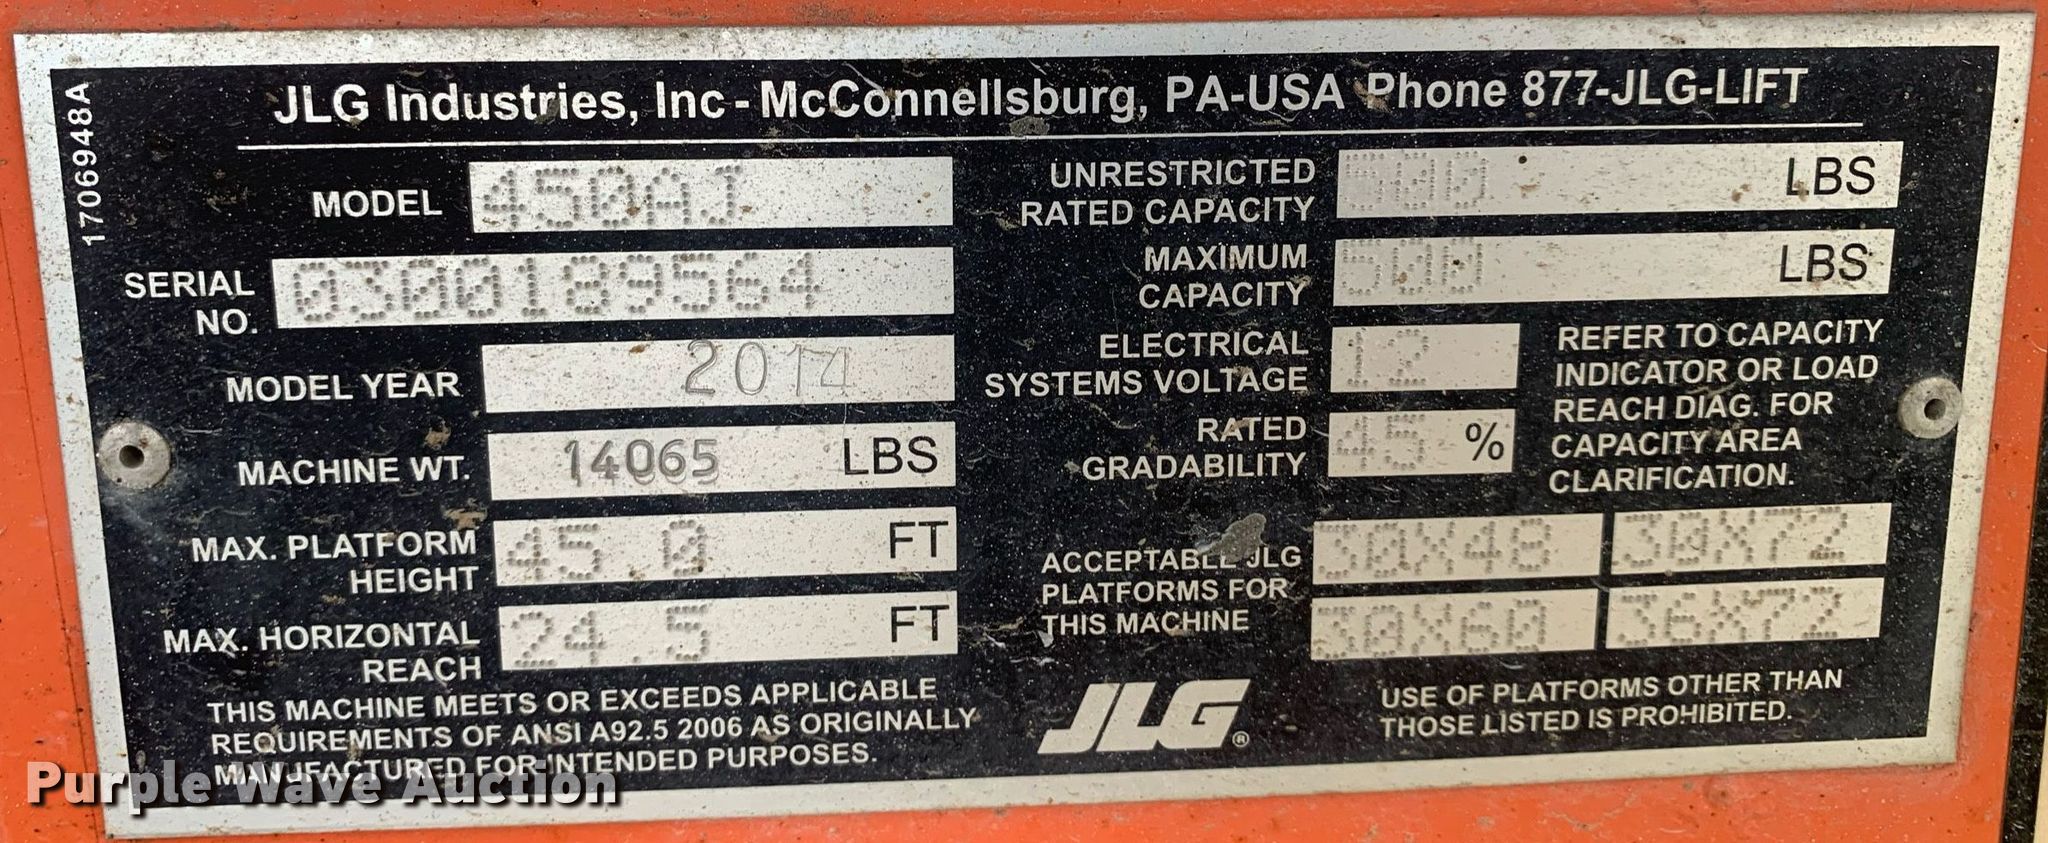 JLG Industries, Inc - McConnellsburg, PA-USA Phone 877-JLG-LIFT
1706948A
MODEL 450AJ
SERIAL NO. 0300189564
MODEL YEAR 2014
MACHINE WT. 14065 LBS
MAX. PLATFORM HEIGHT 45.0 FT
MAX. HORIZONTAL REACH 24.5 FT
THIS MACHINE MEETS OR EXCEEDS APPLICABLE
REQUIREMENTS OF ANSI A92.5 2006 AS ORIGINALLY
MANUFACTURED FOR INTENDED PURPOSES.
UNRESTRICTED RATED CAPACITY 500 LBS
MAXIMUM CAPACITY 500 LBS
ELECTRICAL SYSTEMS VOLTAGE 12
RATED GRADABILITY 45 %
REFER TO CAPACITY
INDICATOR OR LOAD
REACH DIAG. FOR
CAPACITY AREA
CLARIFICATION.
ACCEPTABLE JLG
PLATFORMS FOR
THIS MACHINE
30X48 30X72
30X60 36X72
JLG®
USE OF PLATFORMS OTHER THAN
THOSE LISTED IS PROHIBITED.
Purple Wave Auction